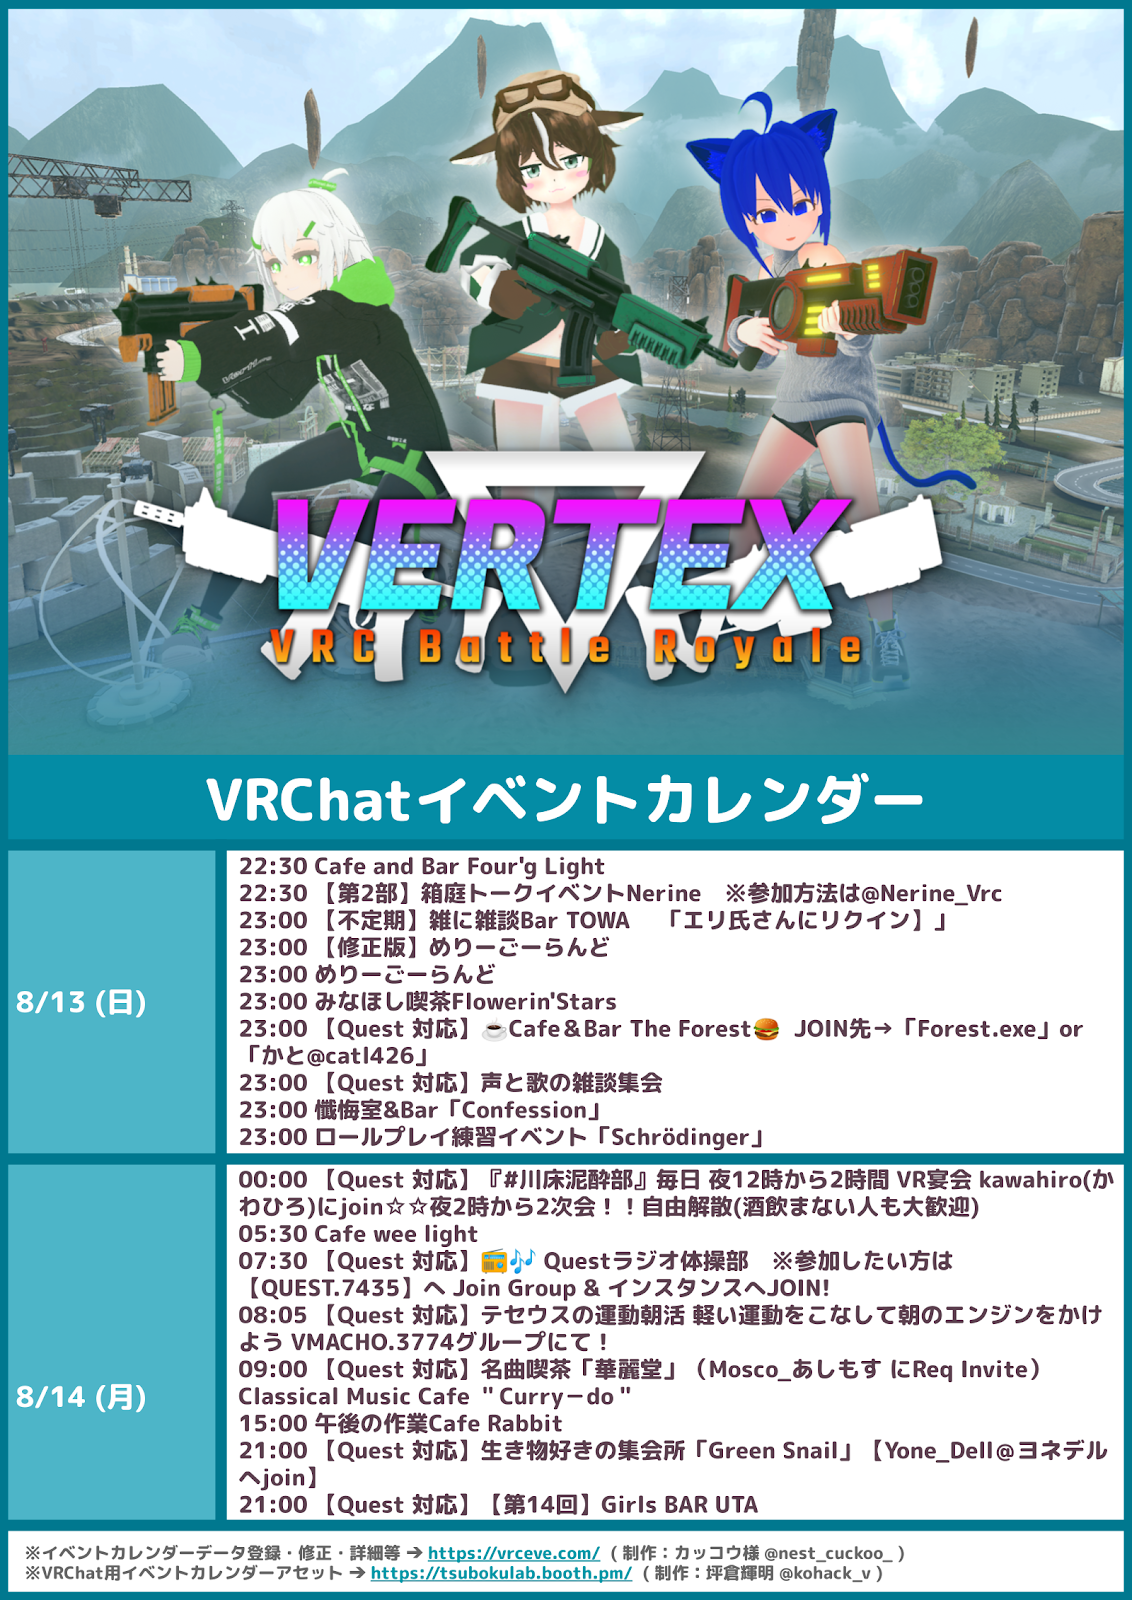 VERTEX
VRC Battle Royale
VRChatイベントカレンダー
8/13 (日)
22:30 Cafe and Bar Four'g Light
22:30 【第2部】箱庭トークイベントNerine　※参加方法は@Nerine_Vrc
23:00 【不定期】雑に雑談Bar TOWA　「エリ氏さんにリクイン】」
23:00 【修正版】めりーごーらんど
23:00 めりーごーらんど
23:00 みなほし喫茶Flowerin'Stars
23:00 【Quest 対応】☕Cafe＆Bar The Forest🍔 JOIN先→「Forest.exe」or
「かと@catl426」
23:00 【Quest 対応】声と歌の雑談集会
23:00 懺悔室&Bar「Confession」
23:00 ロールプレイ練習イベント「Schrödinger」
8/14 (月)
00:00 【Quest 対応】『#川床泥酔部』毎日 夜12時から2時間 VR宴会 kawahiro(か
わひろ)にjoin☆☆夜2時から2次会！！自由解散(酒飲まない人も大歓迎)
05:30 Cafe wee light
07:30 【Quest 対応】📻🎶 Questラジオ体操部　※参加したい方は
【QUEST.7435】へ Join Group & インスタンスへJOIN!
08:05 【Quest 対応】テセウスの運動朝活 軽い運動をこなして朝のエンジンをかけ
よう VMACHO.3774グループにて！
09:00 【Quest 対応】名曲喫茶「華麗堂」（Mosco_あしもす にReq Invite）
Classical Music Cafe ＂Curryーdo＂
15:00 午後の作業Cafe Rabbit
21:00 【Quest 対応】生き物好きの集会所「Green Snail」【Yone_Dell＠ヨネデル
へjoin】
21:00 【Quest 対応】【第14回】Girls BAR UTA
※イベントカレンダーデータ登録・修正・詳細等 ➔ https://vrceve.com/ ( 制作：カッコウ様 @nest_cuckoo_ )
※VRChat用イベントカレンダーアセット ➔ https://tsubokulab.booth.pm/ ( 制作：坪倉輝明 @kohack_v )